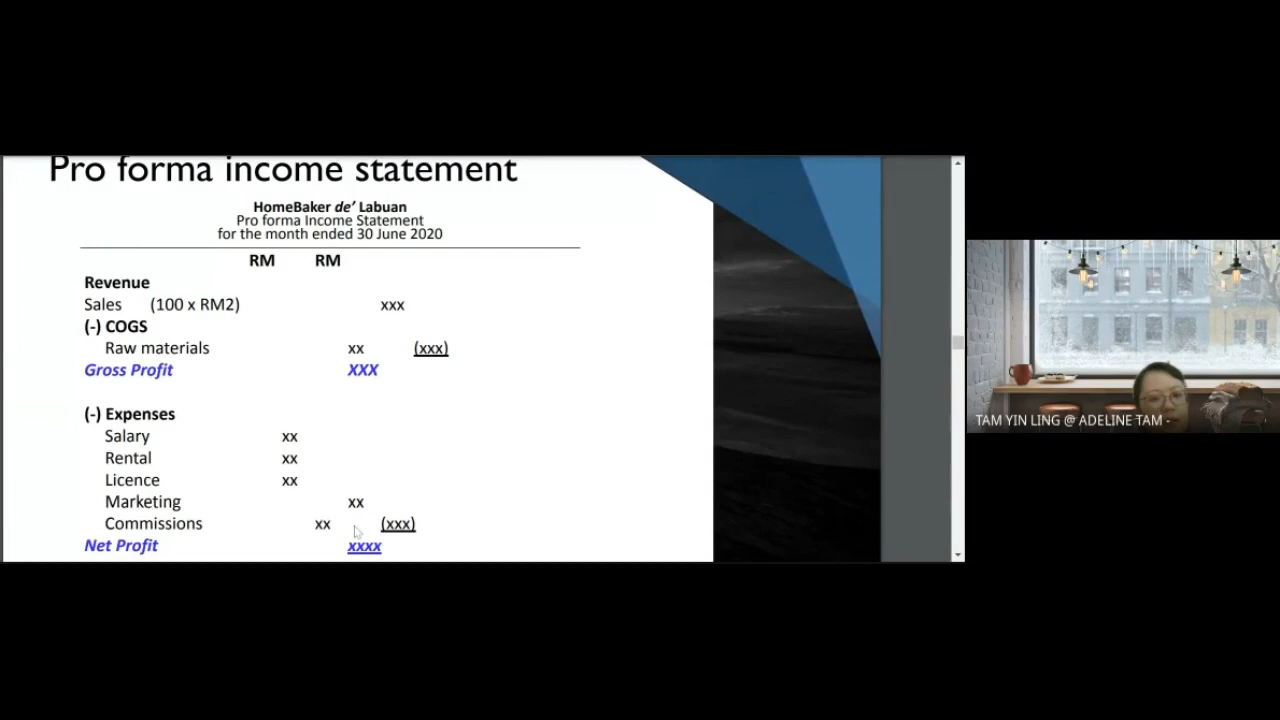 Pro forma income statement
HomeBaker de’ Labuan
Pro forma Income Statement
for the month ended 30 June 2020
RM RM
Revenue
Sales (100 x RM2) xxx
(-) COGS
Raw materials xx (xxx)
Gross Profit XXX
(-) Expenses
Salary xx
Rental xx
Licence xx
Marketing xx
Commissions xx (xxx)
Net Profit xxxx
TAM YIN LING @ ADELINE TAM -